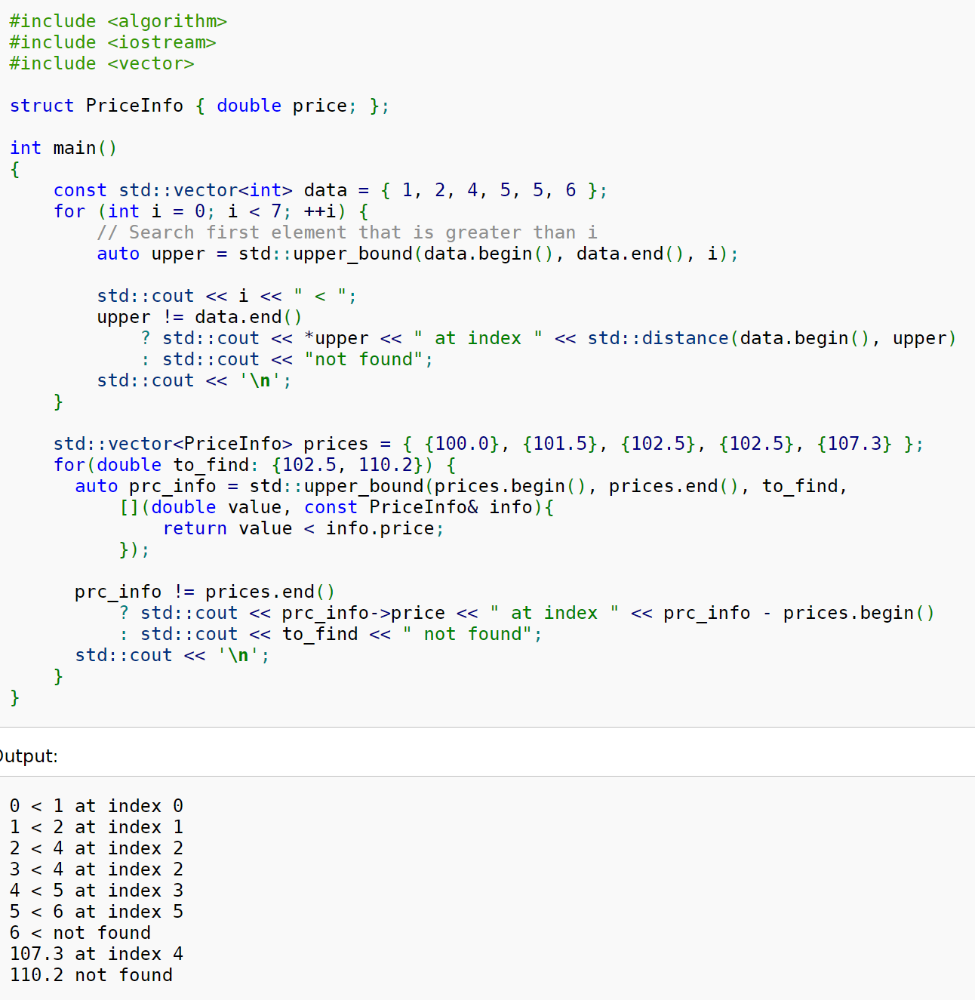 #include <algorithm>
#include <iostream>
#include <vector>

struct PriceInfo { double price; };

int main()
{
    const std::vector<int> data = { 1, 2, 4, 5, 5, 6 };
    for (int i = 0; i < 7; ++i) {
        // Search first element that is greater than i
        auto upper = std::upper_bound(data.begin(), data.end(), i);

        std::cout << i << " < ";
        upper != data.end()
            ? std::cout << *upper << " at index " << std::distance(data.begin(), upper)
            : std::cout << "not found";
        std::cout << '\n';
    }

    std::vector<PriceInfo> prices = { {100.0}, {101.5}, {102.5}, {102.5}, {107.3} };
    for(double to_find: {102.5, 110.2}) {
      auto prc_info = std::upper_bound(prices.begin(), prices.end(), to_find,
          [](double value, const PriceInfo& info){
              return value < info.price;
          });

      prc_info != prices.end()
          ? std::cout << prc_info->price << " at index " << prc_info - prices.begin()
          : std::cout << to_find << " not found";
      std::cout << '\n';
    }
}

Output:

0 < 1 at index 0
1 < 2 at index 1
2 < 4 at index 2
3 < 4 at index 2
4 < 5 at index 3
5 < 6 at index 5
6 < not found
107.3 at index 4
110.2 not found